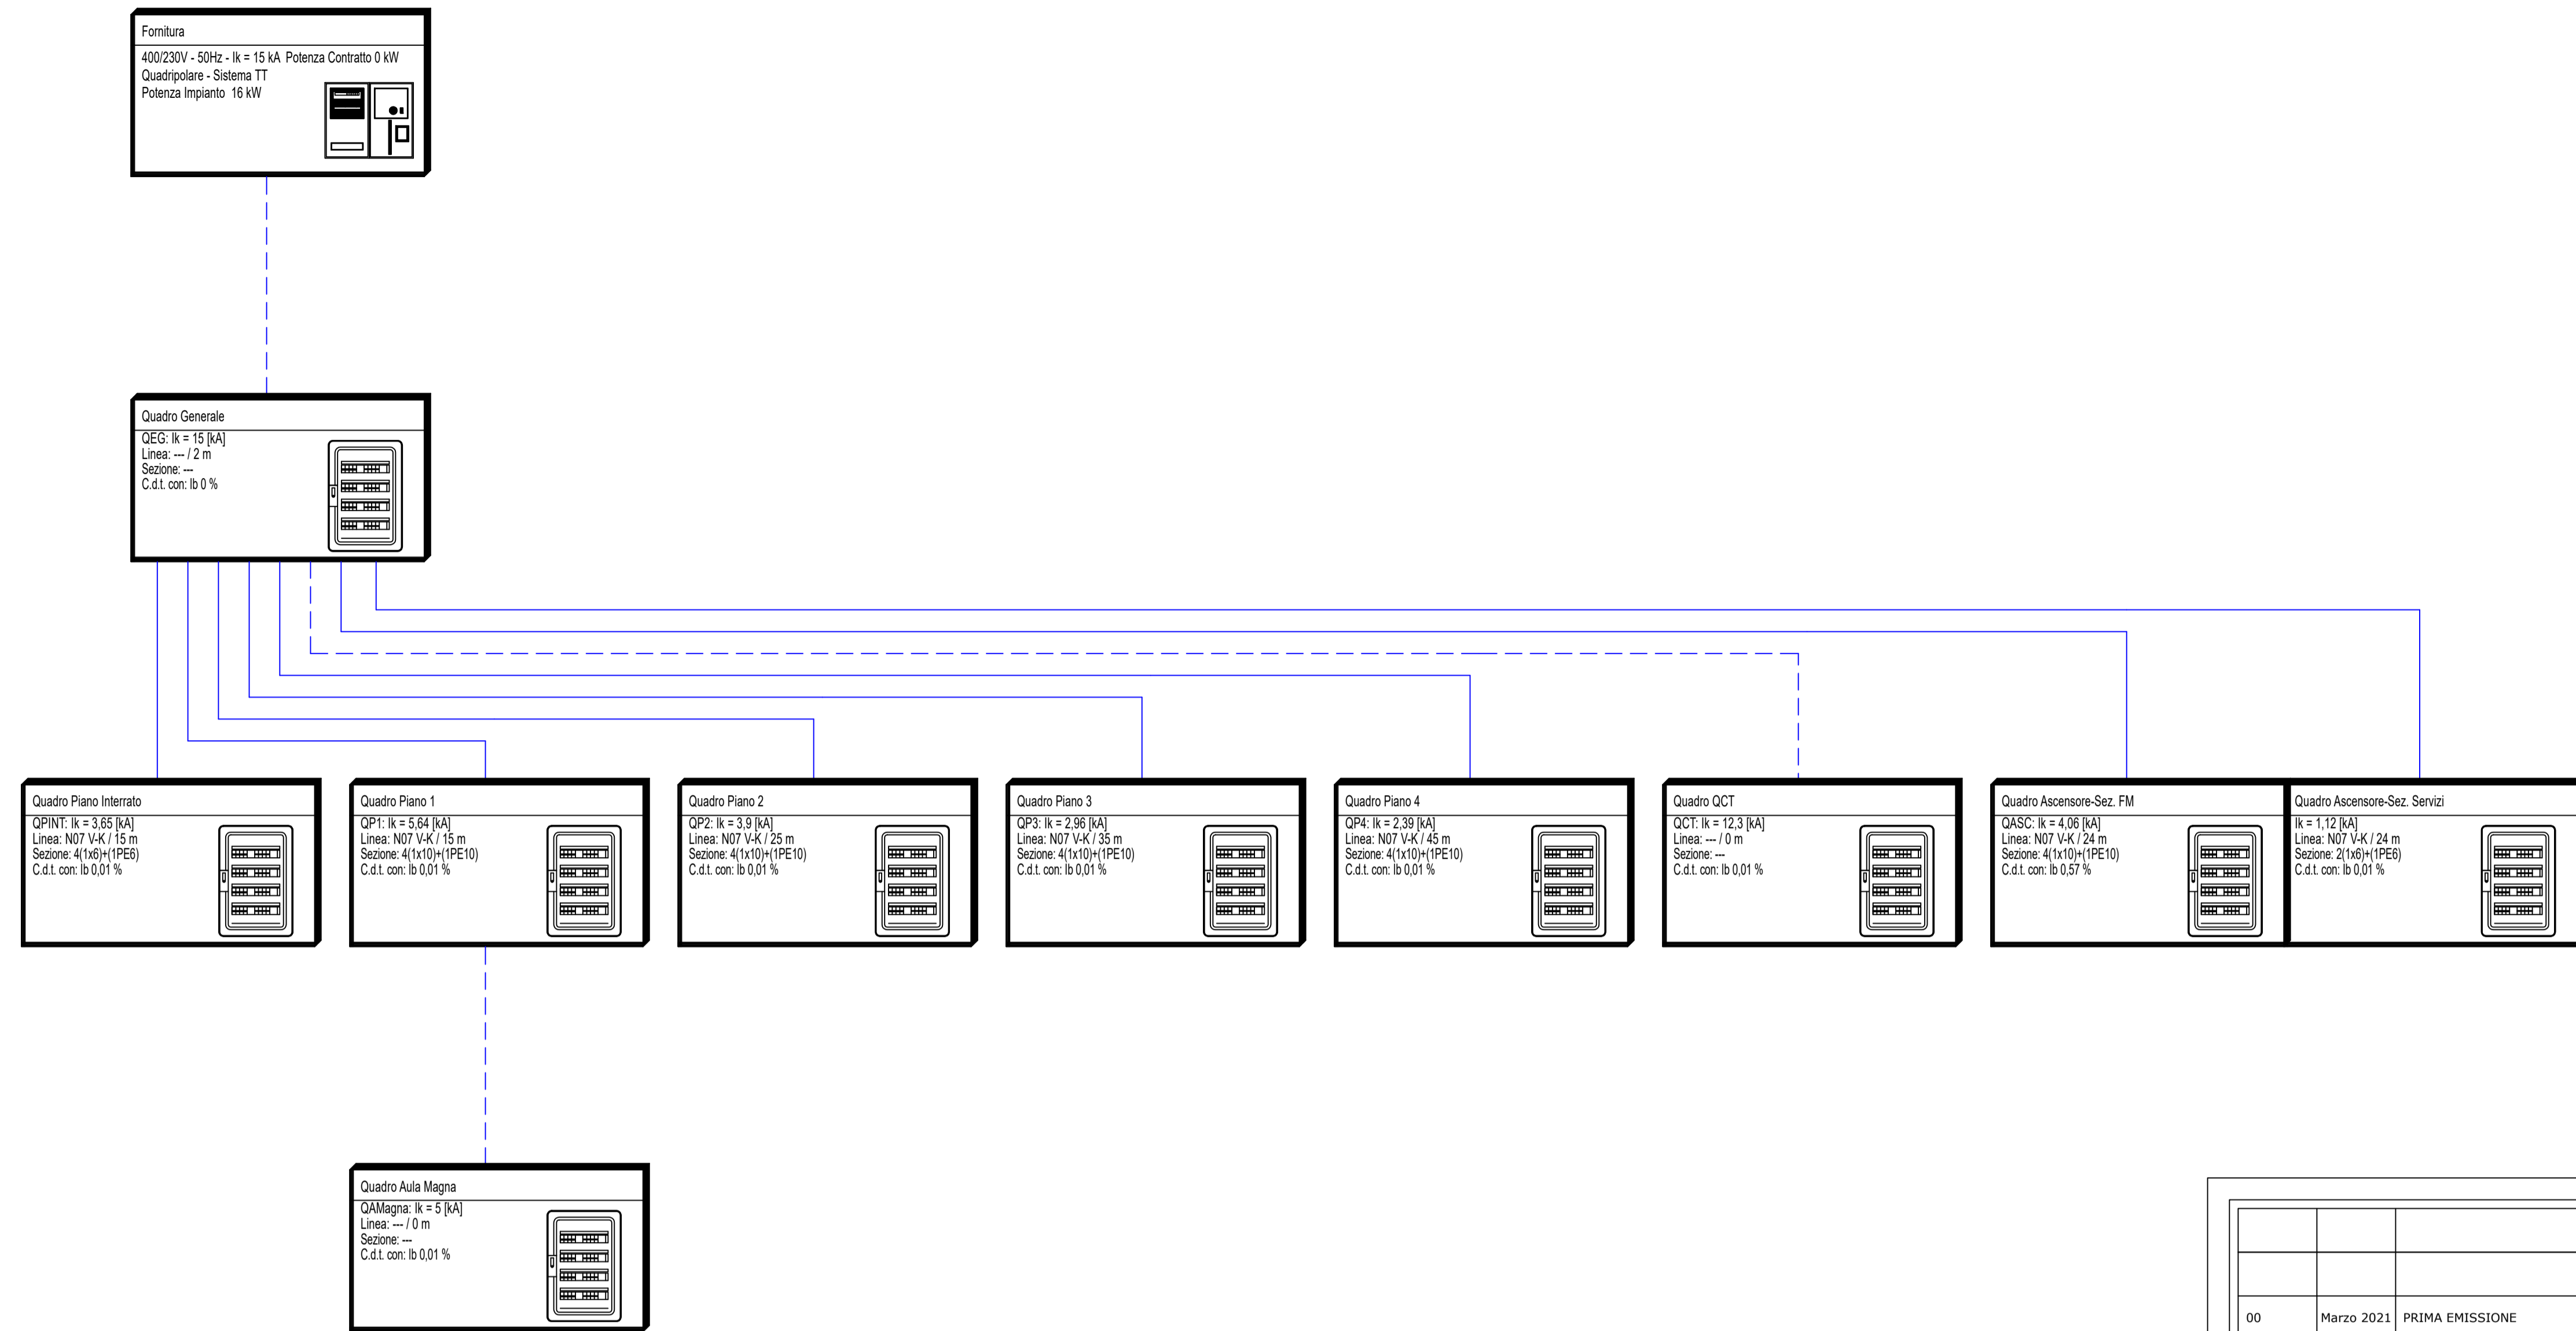 Fornitura
400/230V - 50Hz - Ik = 15 kA  Potenza Contratto 0 kW
Quadripolare - Sistema TT
Potenza Impianto  16 kW
Quadro Generale
QEG: Ik = 15 [kA]
Linea: --- / 2 m
Sezione: ---
C.d.t. con: Ib 0 %
Quadro Piano Interrato
QPINT: Ik = 3,65 [kA]
Linea: N07 V-K / 15 m
Sezione: 4(1x6)+(1PE6)
C.d.t. con: Ib 0,01 %
Quadro Piano 1
QP1: Ik = 5,64 [kA]
Linea: N07 V-K / 15 m
Sezione: 4(1x10)+(1PE10)
C.d.t. con: Ib 0,01 %
Quadro Piano 2
QP2: Ik = 3,9 [kA]
Linea: N07 V-K / 25 m
Sezione: 4(1x10)+(1PE10)
C.d.t. con: Ib 0,01 %
Quadro Piano 3
QP3: Ik = 2,96 [kA]
Linea: N07 V-K / 35 m
Sezione: 4(1x10)+(1PE10)
C.d.t. con: Ib 0,01 %
Quadro Piano 4
QP4: Ik = 2,39 [kA]
Linea: N07 V-K / 45 m
Sezione: 4(1x10)+(1PE10)
C.d.t. con: Ib 0,01 %
Quadro QCT
QCT: Ik = 12,3 [kA]
Linea: --- / 0 m
Sezione: ---
C.d.t. con: Ib 0,01 %
Quadro Ascensore-Sez. FM
QASC: Ik = 4,06 [kA]
Linea: N07 V-K / 24 m
Sezione: 4(1x10)+(1PE10)
C.d.t. con: Ib 0,57 %
Quadro Ascensore-Sez. Servizi
Ik = 1,12 [kA]
Linea: N07 V-K / 24 m
Sezione: 2(1x6)+(1PE6)
C.d.t. con: Ib 0,01 %
Quadro Aula Magna
QAMagna: Ik = 5 [kA]
Linea: --- / 0 m
Sezione: ---
C.d.t. con: Ib 0,01 %
00 Marzo 2021 PRIMA EMISSIONE